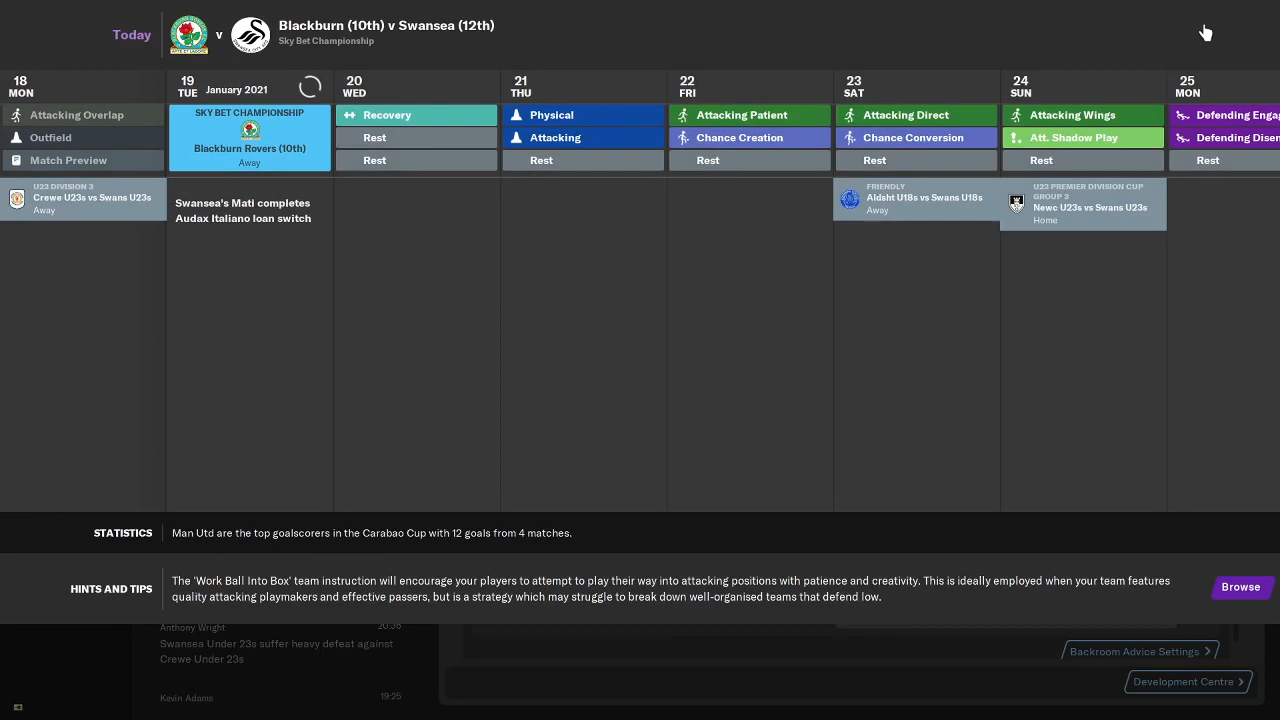 Today
v
Blackburn (10th) v Swansea (12th)
Sky Bet Championship
18
MON
19
TUE
January 2021
20
WED
21
THU
22
FRI
23
SAT
24
SUN
25
MON
Attacking Overlap
Outfield
Match Preview
SKY BET CHAMPIONSHIP
Blackburn Rovers (10th)
Away
Recovery
Rest
Rest
Physical
Attacking
Rest
Attacking Patient
Chance Creation
Rest
Attacking Direct
Chance Conversion
Rest
Attacking Wings
Att. Shadow Play
Rest
Defending Engag
Defending Disen
Rest
U23 DIVISION 3
Crewe U23s vs Swans U23s
Away
Swansea's Mati completes
Audax Italiano loan switch
FRIENDLY
Aldsht U18s vs Swans U18s
Away
U23 PREMIER DIVISION CUP
GROUP 3
Newc U23s vs Swans U23s
Home
STATISTICS
Man Utd are the top goalscorers in the Carabao Cup with 12 goals from 4 matches.
HINTS AND TIPS
The 'Work Ball Into Box' team instruction will encourage your players to attempt to play their way into attacking positions with patience and creativity. This is ideally employed when your team features
quality attacking playmakers and effective passers, but is a strategy which may struggle to break down well-organised teams that defend low.
Browse
Anthony Wright
20:36
Swansea Under 23s suffer heavy defeat against
Crewe Under 23s
Kevin Adams
19:25
Backroom Advice Settings
Development Centre